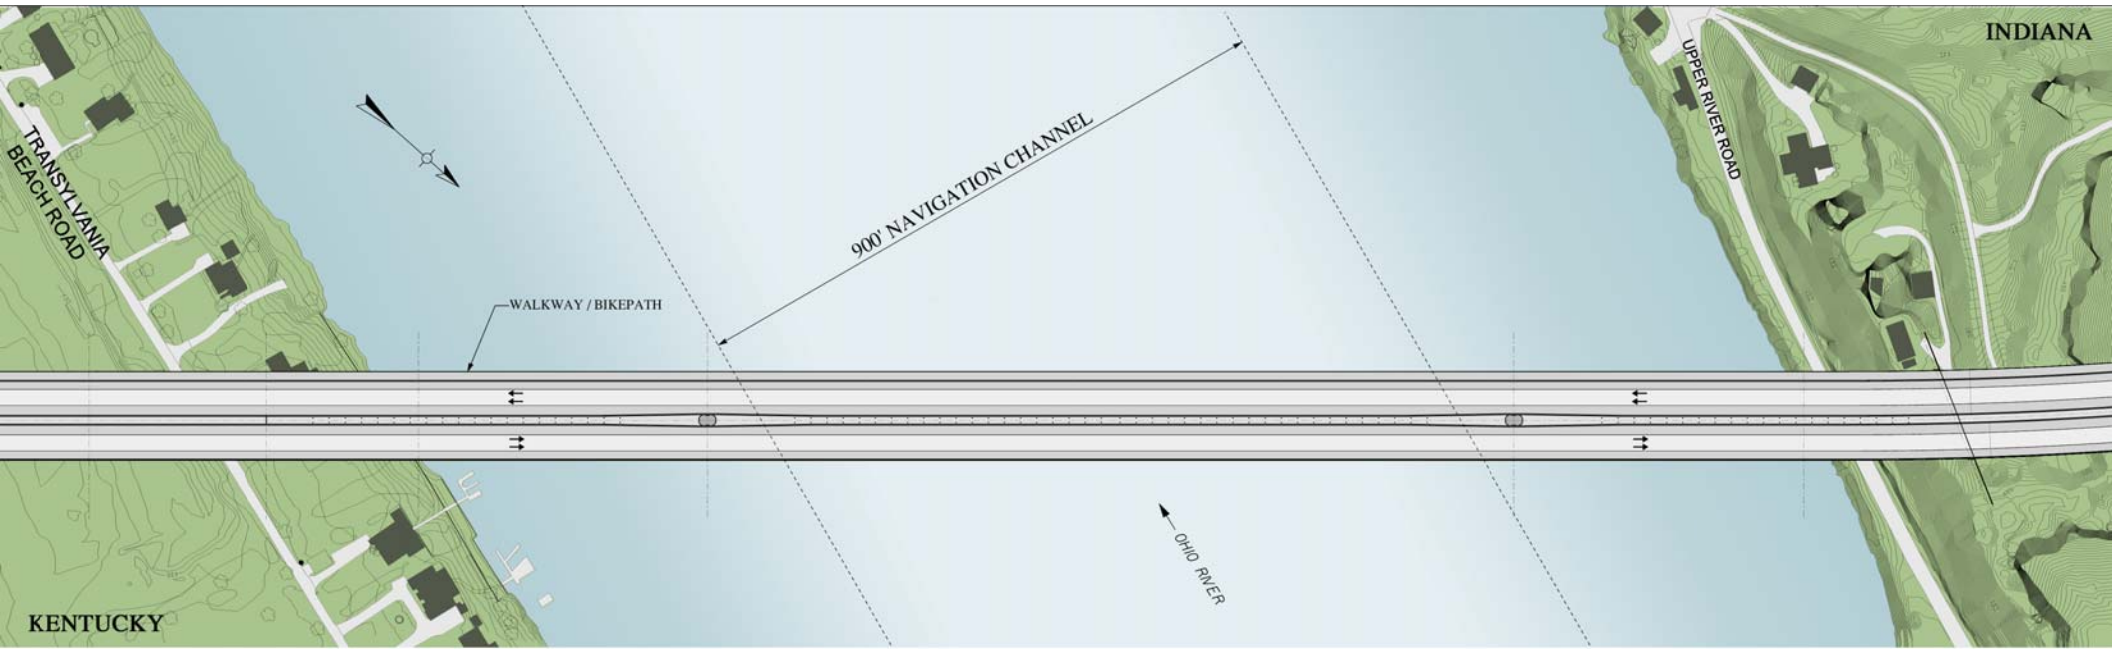 INDIANA
UPPER RIVER ROAD
900' NAVIGATION CHANNEL
TRANSYLVANIA
BEACH ROAD
WALKWAY / BIKEPATH
OHIO RIVER
KENTUCKY